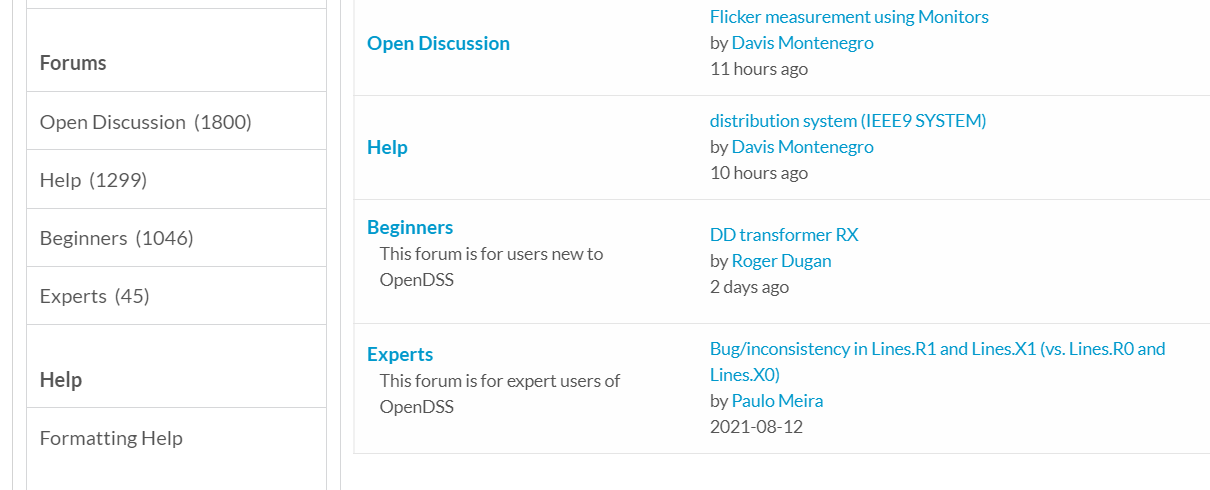 Forums
Open Discussion (1800)
Help (1299)
Beginners (1046)
Experts (45)
Help
Formatting Help
Open Discussion
Flicker measurement using Monitors
by Davis Montenegro
11 hours ago
Help
distribution system (IEEE9 SYSTEM)
by Davis Montenegro
10 hours ago
Beginners
This forum is for users new to
OpenDSS
DD transformer RX
by Roger Dugan
2 days ago
Experts
This forum is for expert users of
OpenDSS
Bug/inconsistency in Lines.R1 and Lines.X1 (vs. Lines.R0 and
Lines.X0)
by Paulo Meira
2021-08-12